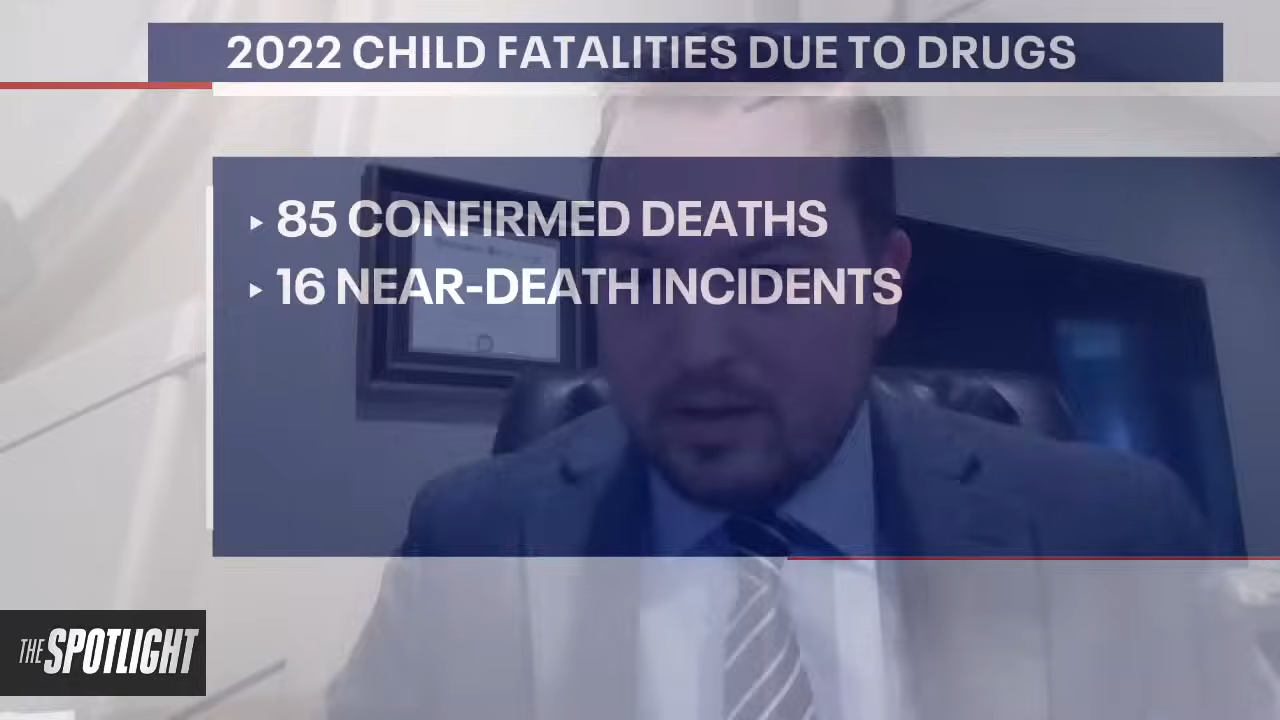 2022 CHILD FATALITIES DUE TO DRUGS
▸ 85 CONFIRMED DEATHS
▸ 16 NEAR-DEATH INCIDENTS
THE SPOTLIGHT